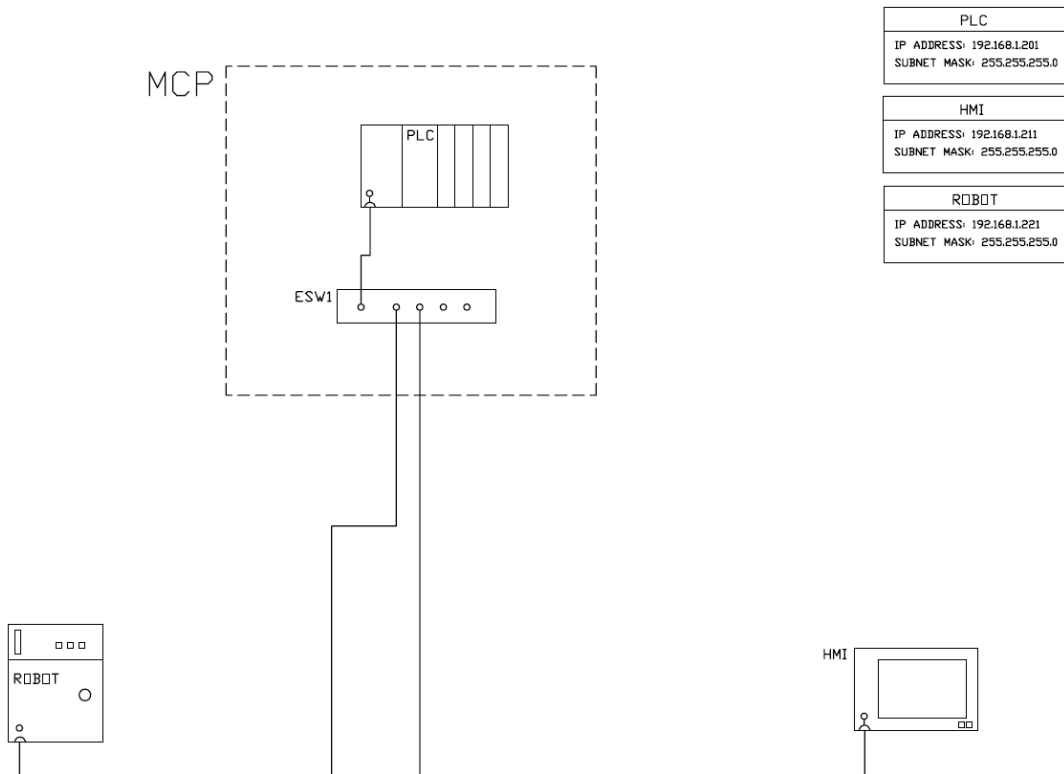 PLC
IP ADDRESS: 192.168.1.201
SUBNET MASK: 255.255.255.0
MCP
HMI
IP ADDRESS: 192.168.1.211
SUBNET MASK: 255.255.255.0
PLC
ROBOT
IP ADDRESS: 192.168.1.221
SUBNET MASK: 255.255.255.0
ESW1
HMI
ROBOT